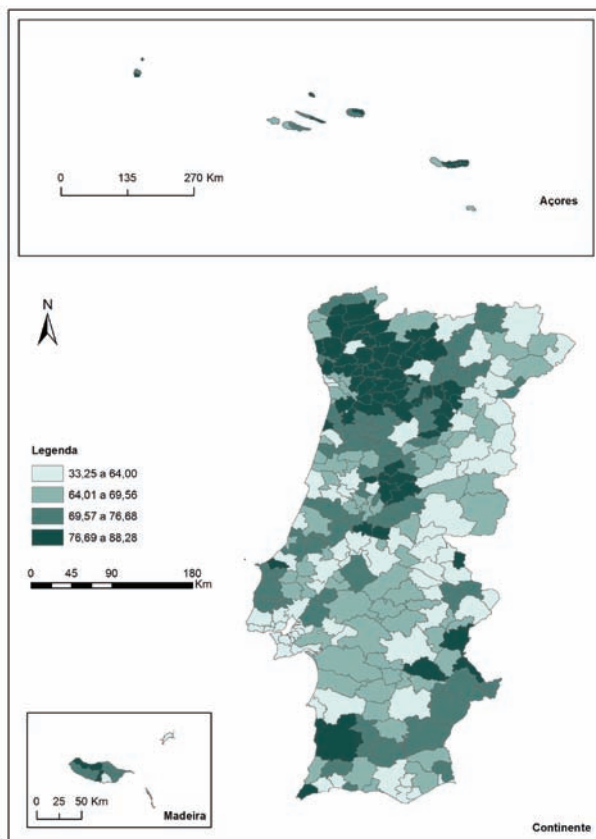 0 135 270 Km
Açores
N
Legenda
33,25 a 64,00
64,01 a 69,56
69,57 a 76,68
76,69 a 88,28
0 45 90 180
Km
0 25 50 Km
Madeira
Continente